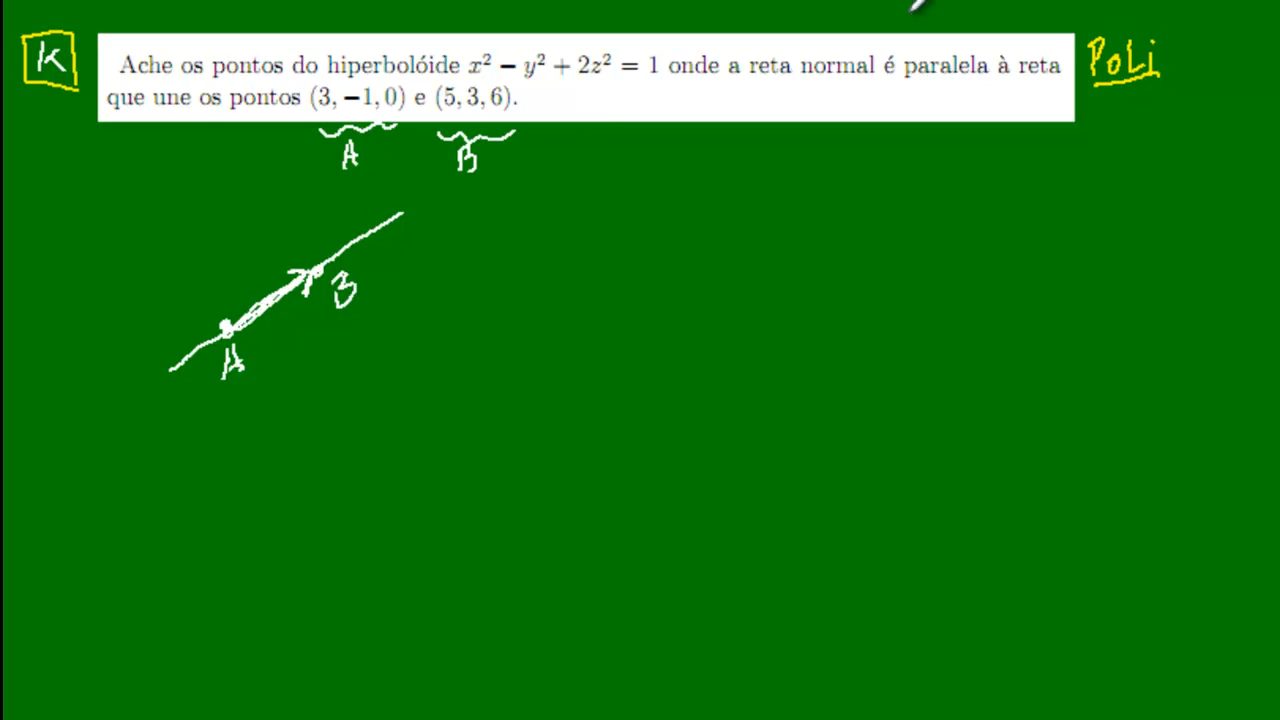 K
Ache os pontos do hiperbolóide x² − y² + 2z² = 1 onde a reta normal é paralela à reta
que une os pontos (3, −1, 0) e (5, 3, 6).
POLi
A B
B
A